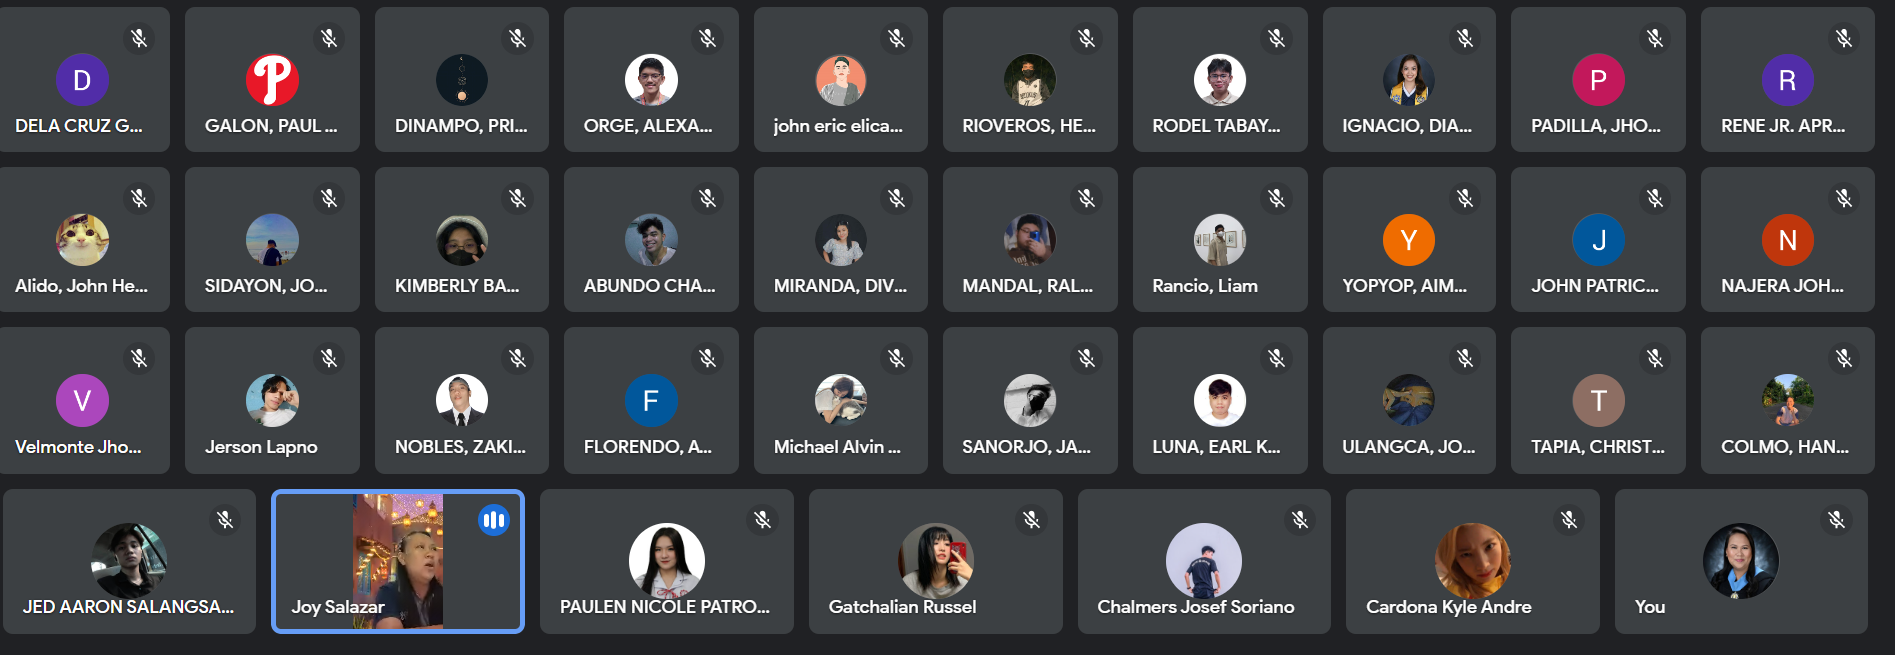 D
DELA CRUZ G...
P
GALON, PAUL ...
DINAMPO, PRI...
ORGE, ALEXA...
john eric elica...
RIOVEROS, HE...
RODEL TABAY...
IGNACIO, DIA...
P
PADILLA, JHO...
R
RENE JR. APR...
Alido, John He...
SIDAYON, JO...
KIMBERLY BA...
ABUNDO CHA...
MIRANDA, DIV...
MANDAL, RAL...
Rancio, Liam
Y
YOPYOP, AIM...
J
JOHN PATRIC...
N
NAJERA JOH...
V
Velmonte Jho...
Jerson Lapno
NOBLES, ZAKI...
F
FLORENDO, A...
Michael Alvin ...
SANORJO, JA...
LUNA, EARL K...
ULANGCA, JO...
T
TAPIA, CHRIST...
COLMO, HAN...
JED AARON SALANGSA...
Joy Salazar
PAULEN NICOLE PATRO...
Gatchalian Russel
Chalmers Josef Soriano
Cardona Kyle Andre
You